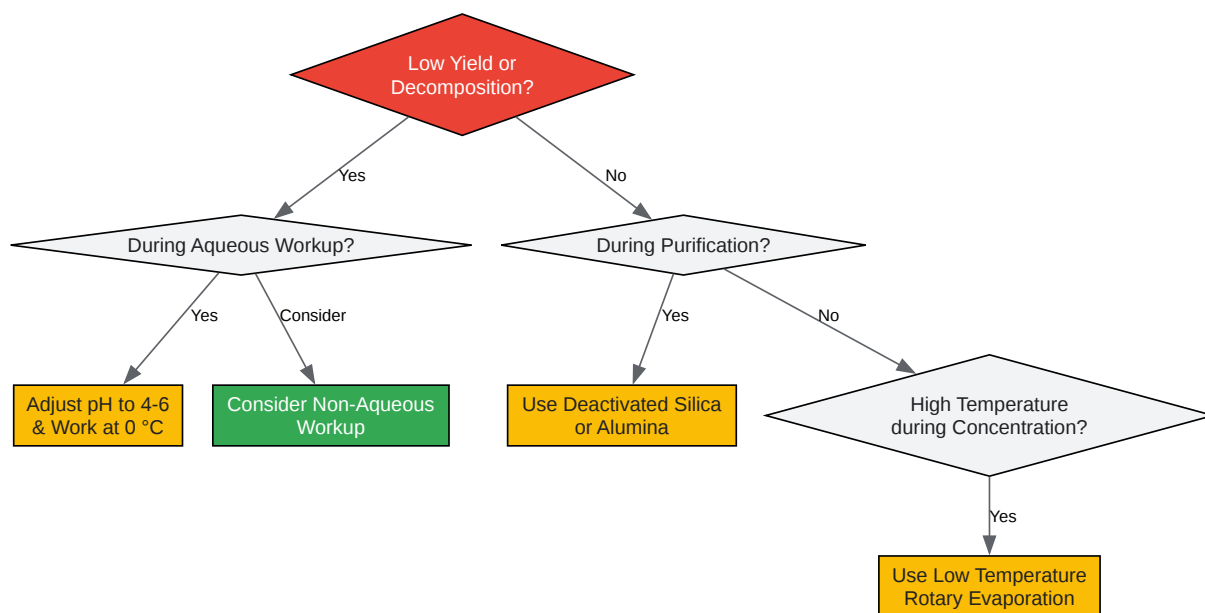 Low Yield or
Decomposition?
Yes
No
During Aqueous Workup?
During Purification?
Yes
Consider
Yes
No
Adjust pH to 4-6
& Work at 0 °C
Consider Non-Aqueous
Workup
Use Deactivated Silica
or Alumina
High Temperature
during Concentration?
Yes
Use Low Temperature
Rotary Evaporation